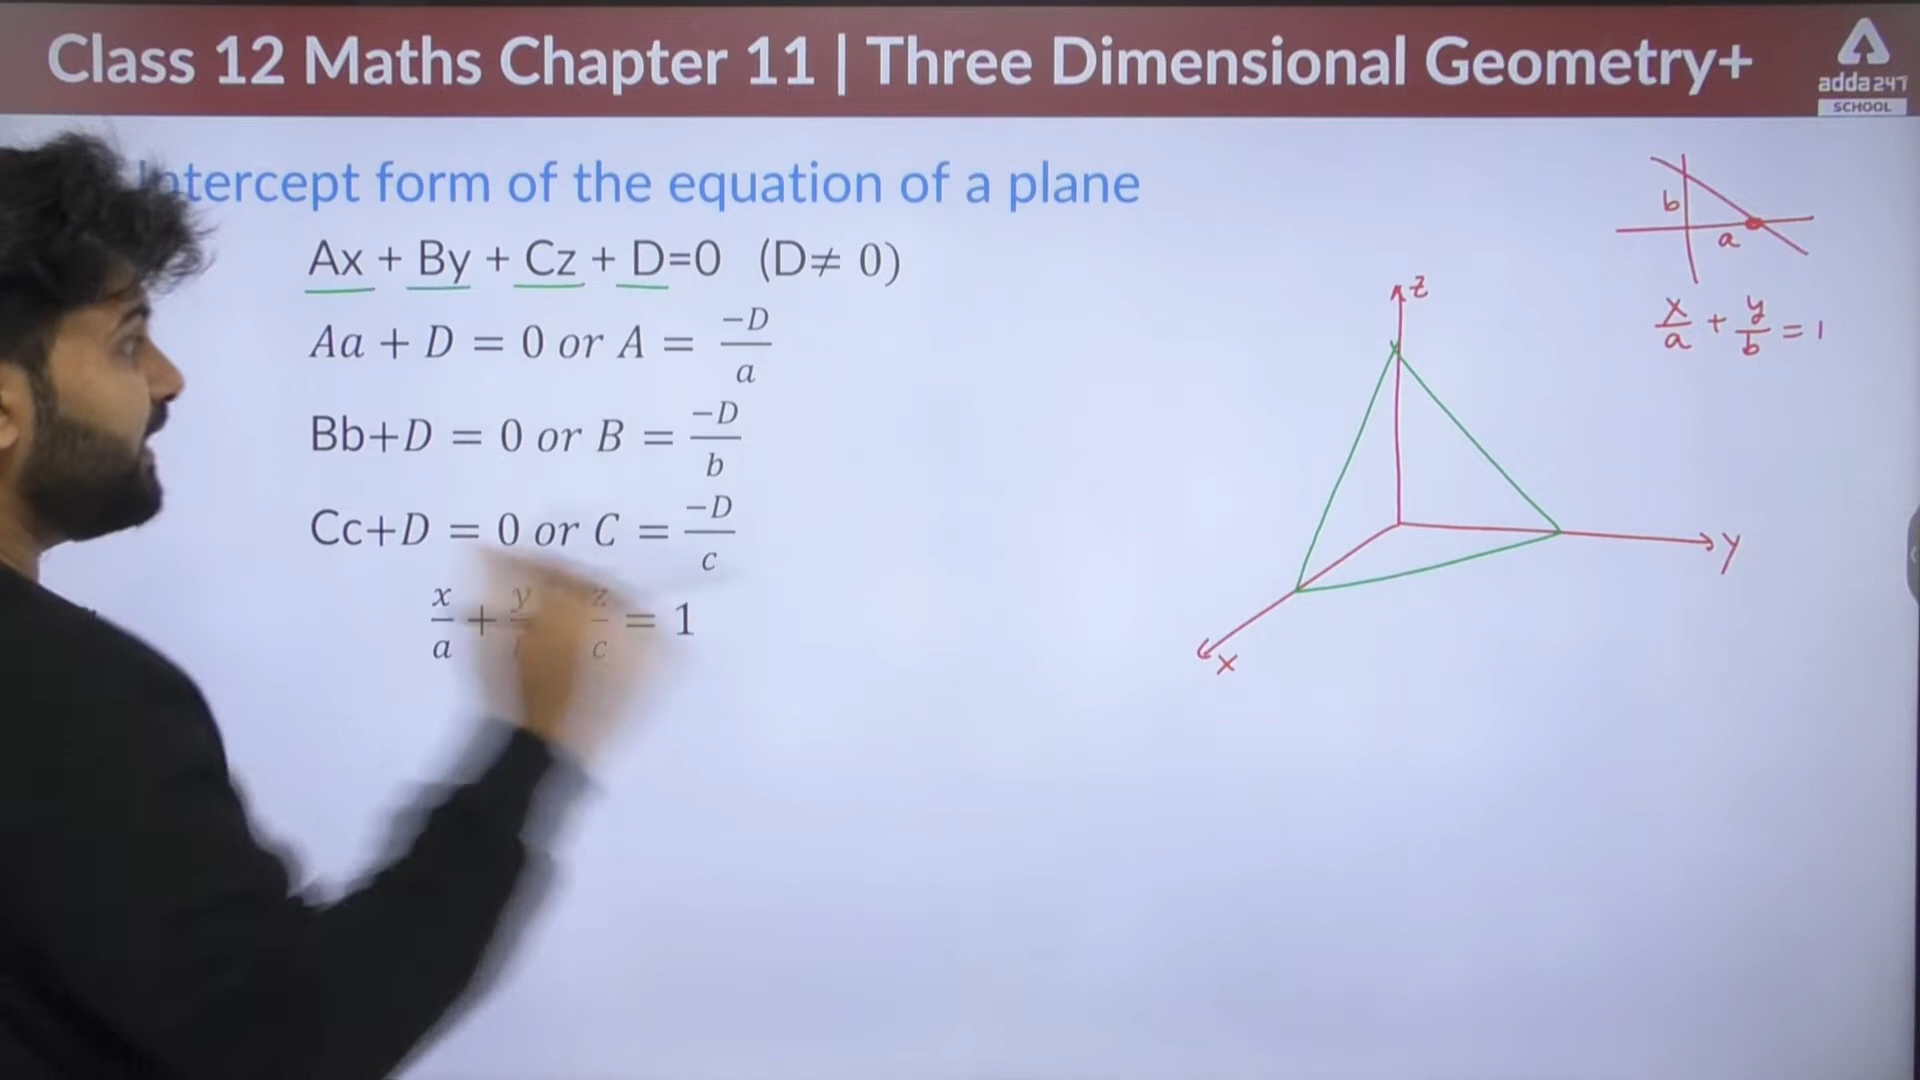 Class 12 Maths Chapter 11 | Three Dimensional Geometry+
adda247
SCHOOL
Intercept form of the equation of a plane
Ax + By + Cz + D=0 (D≠ 0)
Aa + D = 0 or A = −D/a
Bb+D = 0 or B = −D/b
Cc+D = 0 or C = −D/c
x/a + y z/c = 1
b
a
x/a + y/b = 1
z
y
x